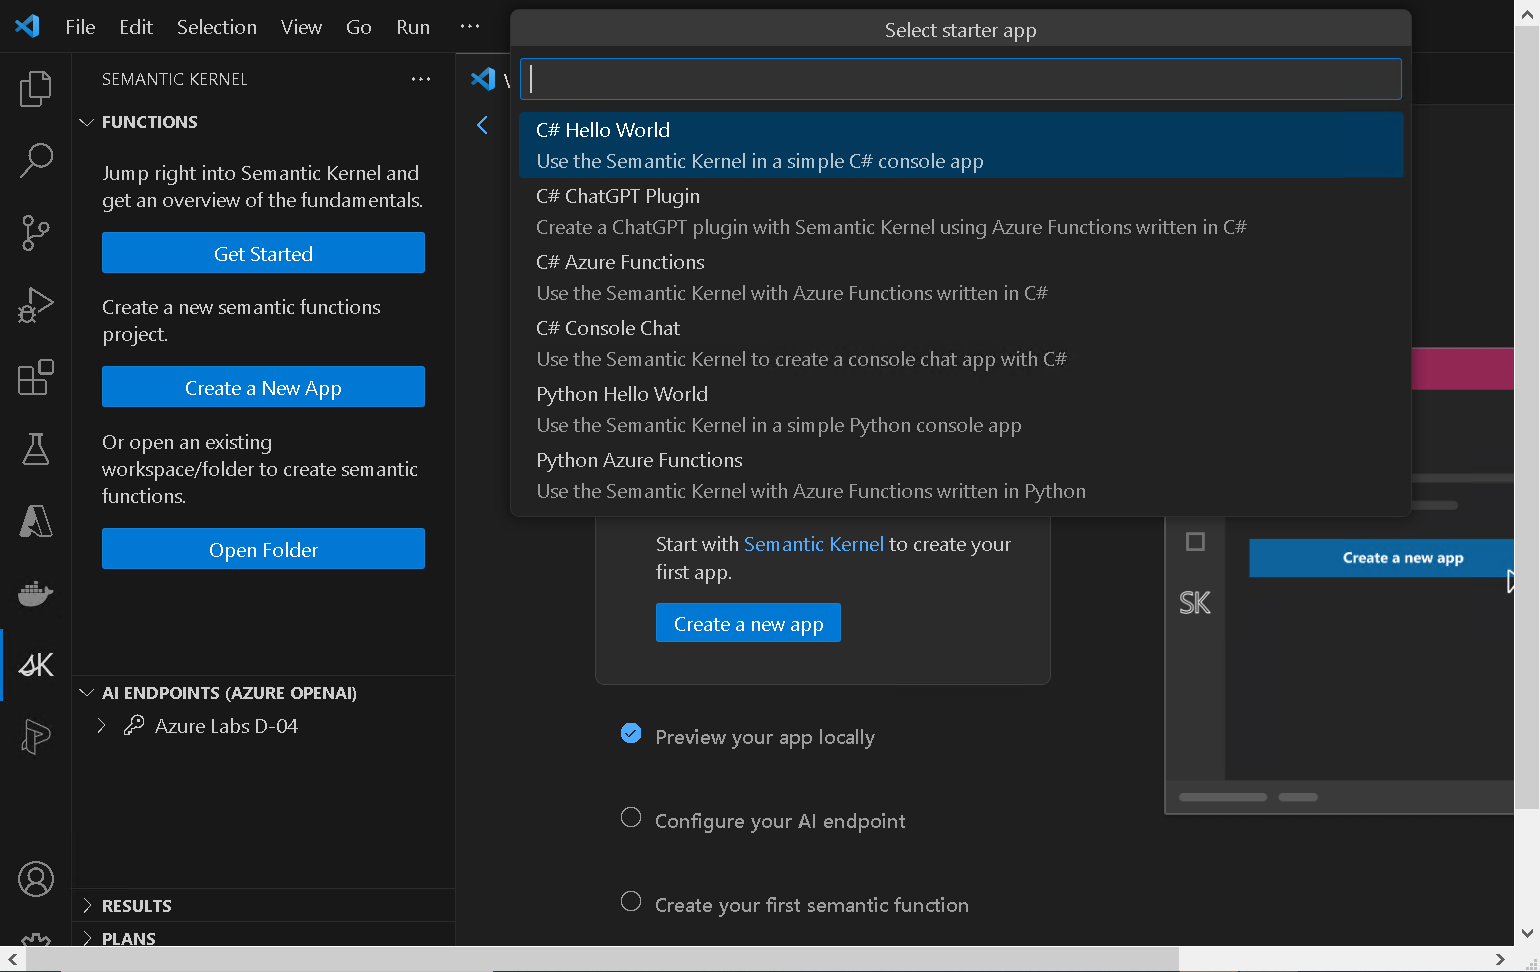 File Edit Selection View Go Run ···
Select starter app
SEMANTIC KERNEL
FUNCTIONS
Jump right into Semantic Kernel and
get an overview of the fundamentals.
Get Started
Create a new semantic functions
project.
Create a New App
Or open an existing
workspace/folder to create semantic
functions.
Open Folder
AI ENDPOINTS (AZURE OPENAI)
Azure Labs D-04
RESULTS
PLANS
C# Hello World
Use the Semantic Kernel in a simple C# console app
C# ChatGPT Plugin
Create a ChatGPT plugin with Semantic Kernel using Azure Functions written in C#
C# Azure Functions
Use the Semantic Kernel with Azure Functions written in C#
C# Console Chat
Use the Semantic Kernel to create a console chat app with C#
Python Hello World
Use the Semantic Kernel in a simple Python console app
Python Azure Functions
Use the Semantic Kernel with Azure Functions written in Python
Start with Semantic Kernel to create your
first app.
Create a new app
Preview your app locally
Configure your AI endpoint
Create your first semantic function
Create a new app
SK